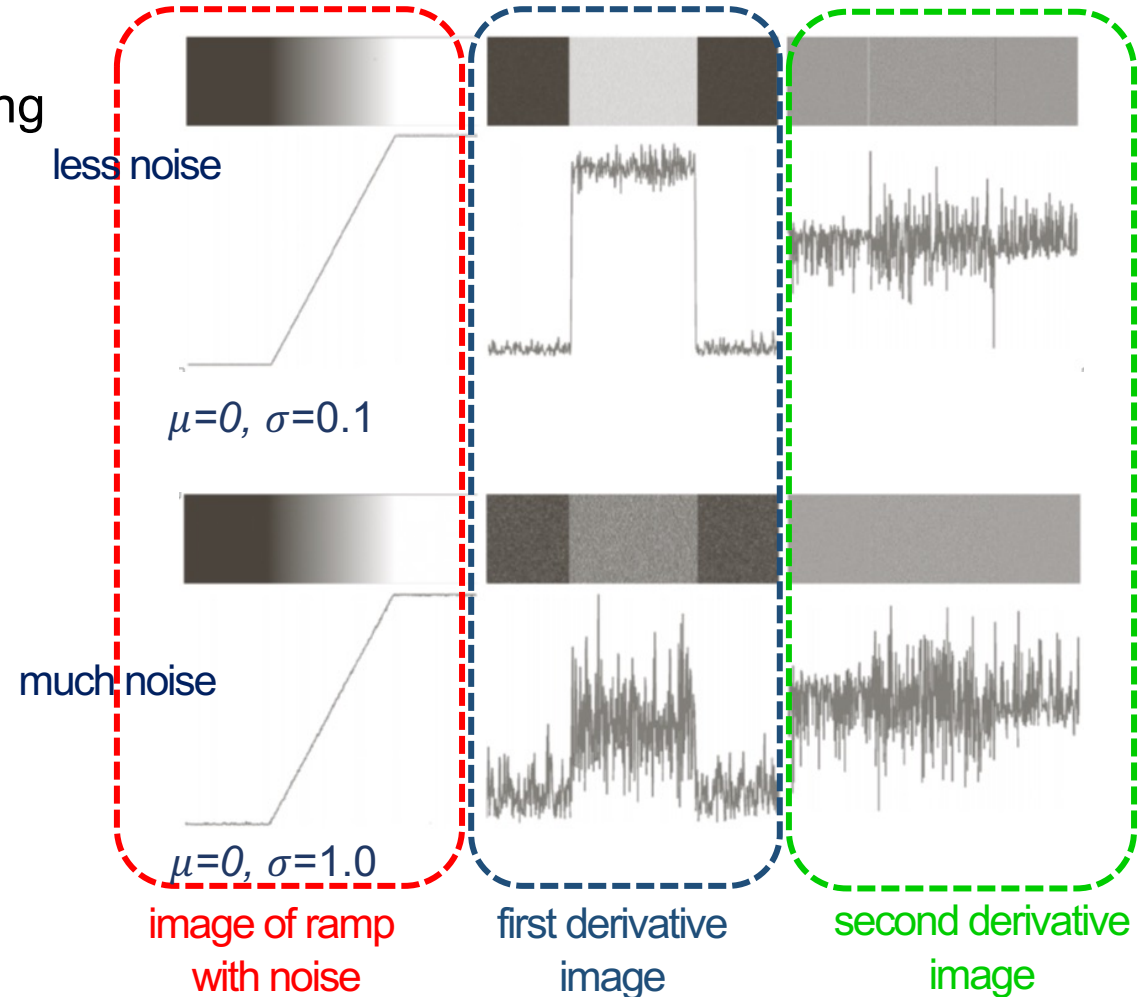 ng
less noise
μ=0, σ=0.1
much noise
μ=0, σ=1.0
image of ramp
with noise
first derivative
image
second derivative
image